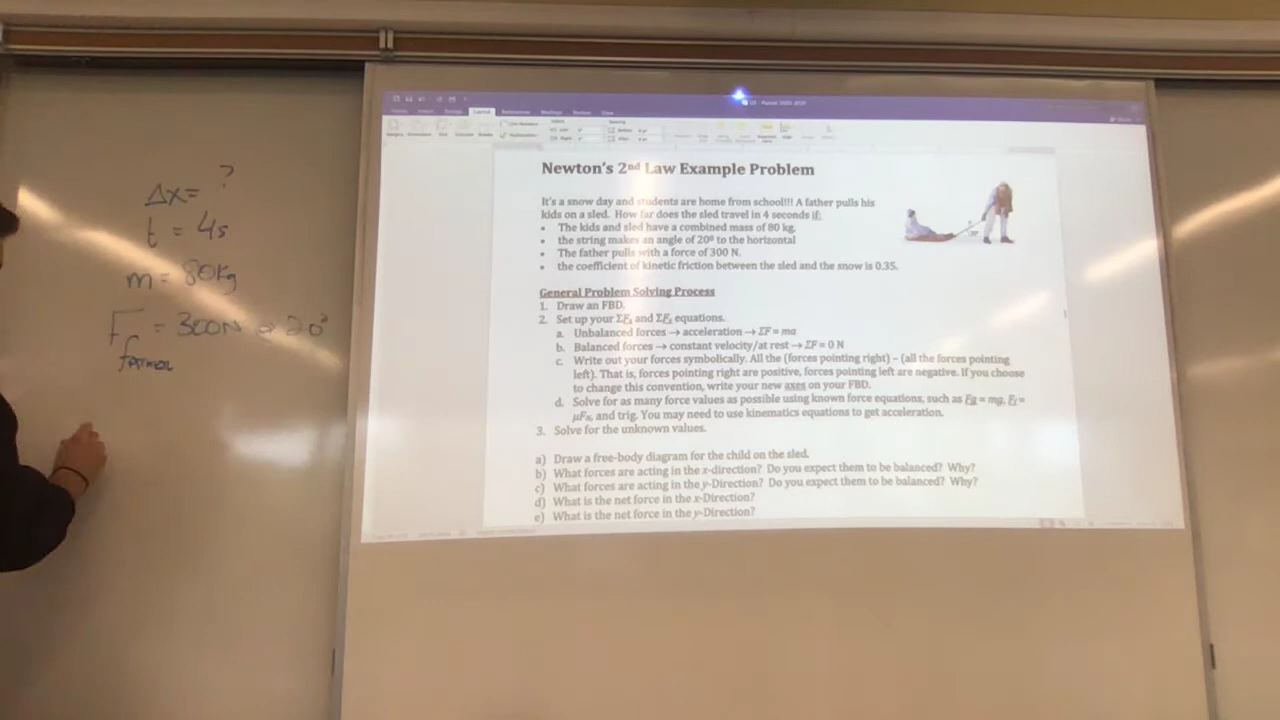 Δx = ?
t = 4s
m = 80kg
F = 300N @ 20°
father
Newton's 2nd Law Example Problem
It's a snow day and students are home from school!!! A father pulls his
kids on a sled. How far does the sled travel in 4 seconds if:
• The kids and sled have a combined mass of 80 kg.
• the string makes an angle of 20º to the horizontal
• The father pulls with a force of 300 N.
• the coefficient of kinetic friction between the sled and the snow is 0.35.
General Problem Solving Process
1. Draw an FBD.
2. Set up your ΣFx and ΣFy equations.
a. Unbalanced forces → acceleration → ΣF = ma
b. Balanced forces → constant velocity/at rest → ΣF = 0 N
c. Write out your forces symbolically. All the (forces pointing right) – (all the forces pointing
left). That is, forces pointing right are positive, forces pointing left are negative. If you choose
to change this convention, write your new axes on your FBD.
d. Solve for as many force values as possible using known force equations, such as Fg = mg, Ff =
μFN, and trig. You may need to use kinematics equations to get acceleration.
3. Solve for the unknown values.
a) Draw a free-body diagram for the child on the sled.
b) What forces are acting in the x-direction? Do you expect them to be balanced? Why?
c) What forces are acting in the y-Direction? Do you expect them to be balanced? Why?
d) What is the net force in the x-Direction?
e) What is the net force in the y-Direction?